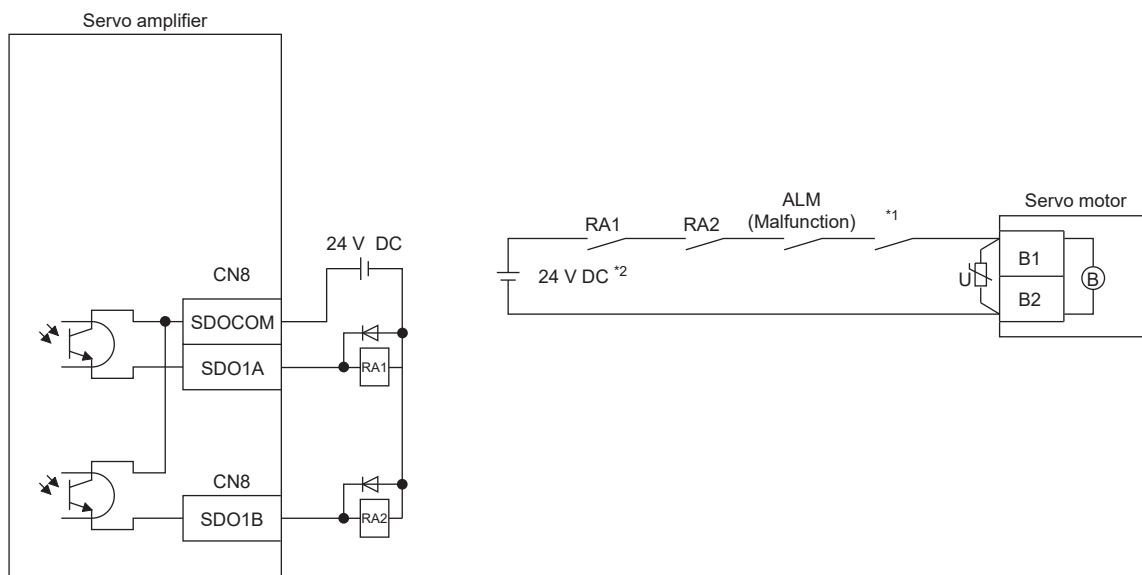 Servo amplifier
24 V DC
CN8
SDOCOM
SDO1A
RA1
CN8
SDO1B
RA2
RA1
RA2
ALM
(Malfunction)
*1
24 V DC *2
U
Servo motor
B1
B2
B